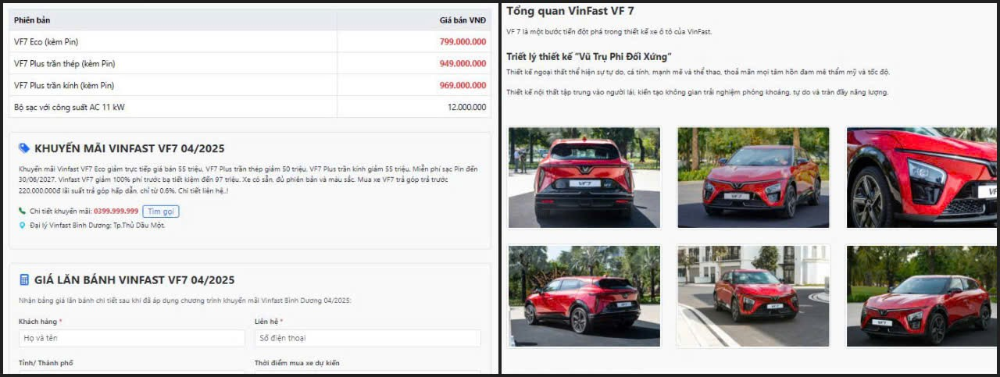 Phiên bản Giá bán VNĐ
VF7 Eco (kèm Pin) 799.000.000
VF7 Plus trần thép (kèm Pin) 949.000.000
VF7 Plus trần kính (kèm Pin) 969.000.000
Bộ sạc với công suất AC 11 kW 12.000.000
KHUYẾN MÃI VINFAST VF7 04/2025
Khuyến mãi Vinfast VF7 Eco giảm trực tiếp giá bán 55 triệu, VF7 Plus trần thép giảm 50 triệu, VF7 Plus trần kính giảm 55 triệu. Miễn phí sạc Pin đến
30/06/2027. Vinfast VF7 giảm 100% phí trước bạ tiết kiệm đến 97 triệu. Xe có sẵn, đủ phiên bản và màu sắc. Mua xe VF7 trả góp trả trước
220.000.000đ lãi suất trả góp hấp dẫn, chỉ từ 0.6%. Chi tiết liên hệ..!
Chi tiết khuyến mãi: 0399.999.999 Tìm gọi
Đại lý Vinfast Bình Dương: Tp.Thủ Dầu Một.
GIÁ LĂN BÁNH VINFAST VF7 04/2025
Nhận bảng giá lăn bánh chi tiết sau khi đã áp dụng chương trình khuyến mãi Vinfast Bình Dương 04/2025:
Khách hàng * Liên hệ *
Họ và tên Số điện thoại
Tỉnh/ Thành phố Thời điểm mua xe dự kiến
Tổng quan VinFast VF 7
VF 7 là một bước tiến đột phá trong thiết kế xe ô tô của VinFast.
Triết lý thiết kế “Vũ Trụ Phi Đối Xứng”
Thiết kế ngoại thất thể hiện sự tự do, cá tính, mạnh mẽ và thể thao, thoả mãn mọi tâm hồn đam mê thẩm mỹ và tốc độ.
Thiết kế nội thất tập trung vào người lái, kiến tạo không gian trải nghiệm phóng khoáng, tự do và tràn đầy năng lượng.
VF7 VF7
VF7
VF7
VF7
VF7
VF7